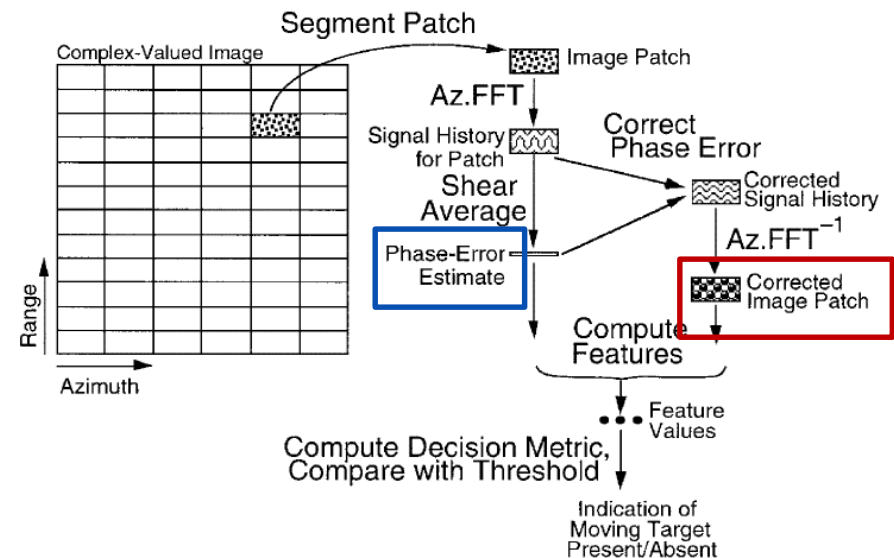 Segment Patch
Complex-Valued Image
Image Patch
Az.FFT
Signal History
for Patch
Correct
Phase Error
Shear
Average
Corrected
Signal History
Az.FFT⁻¹
Phase-Error
Estimate
Corrected
Image Patch
Range
Azimuth
Compute
Features
Feature
Values
Compute Decision Metric,
Compare with Threshold
Indication of
Moving Target
Present/Absent